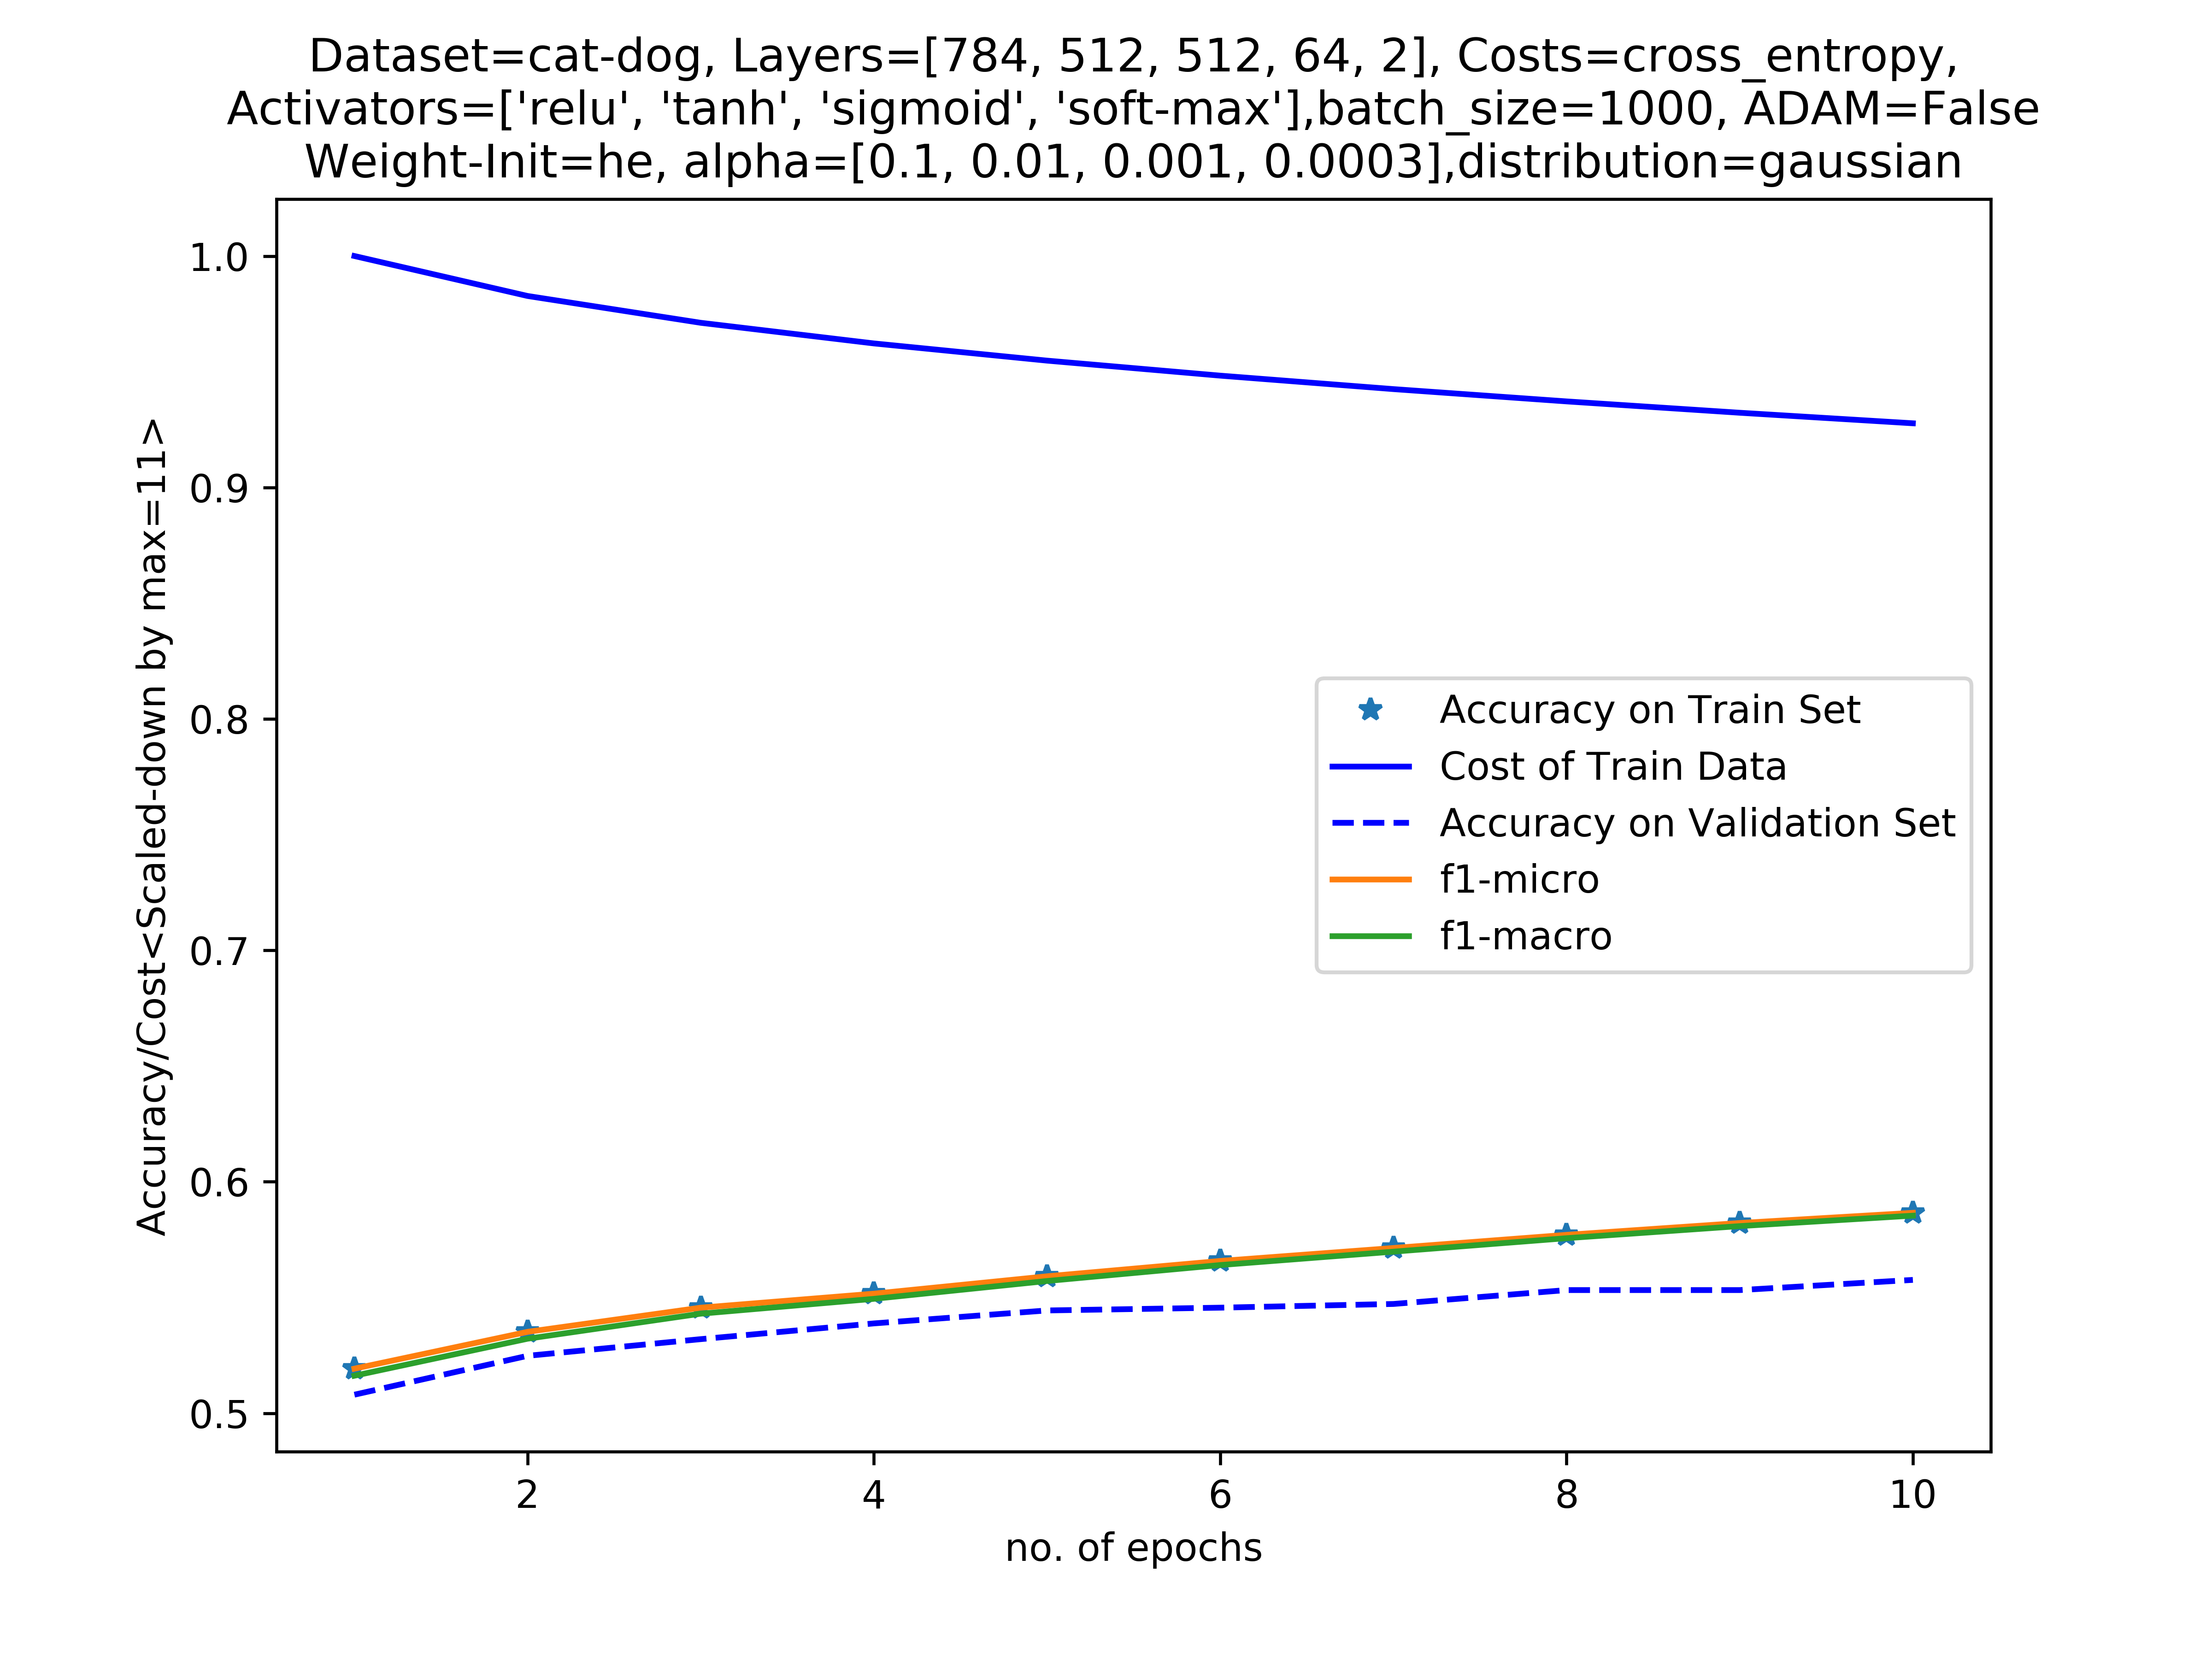 Dataset=cat-dog, Layers=[784, 512, 512, 64, 2], Costs=cross_entropy,
Activators=['relu', 'tanh', 'sigmoid', 'soft-max'],batch_size=1000, ADAM=False
Weight-Init=he, alpha=[0.1, 0.01, 0.001, 0.0003],distribution=gaussian
Accuracy/Cost<Scaled-down by max=11>
1.0
0.9
0.8
0.7
0.6
0.5
Accuracy on Train Set
Cost of Train Data
Accuracy on Validation Set
f1-micro
f1-macro
2 4 6 8 10
no. of epochs